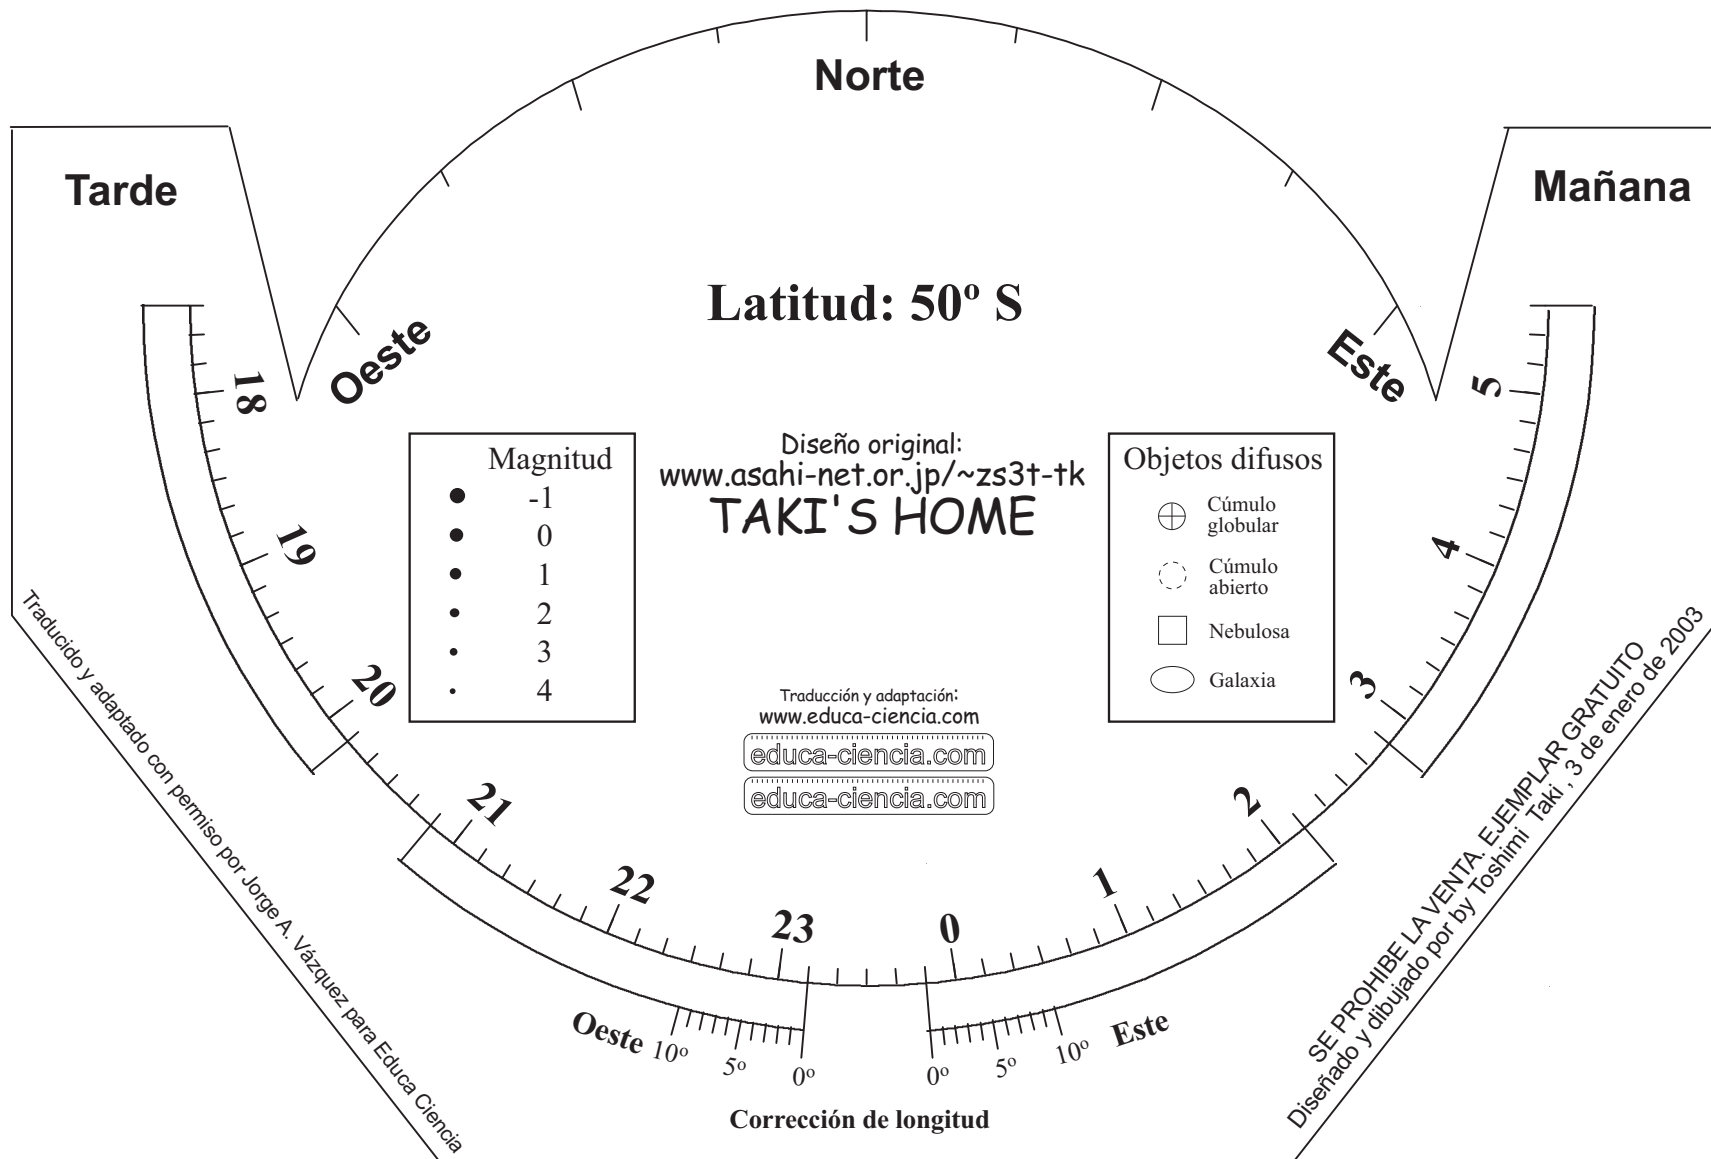 Norte
Tarde
Mañana
Latitud: 50º S
Oeste
Este
18
19
20
21
22
23
0
1
2
3
4
5
Magnitud
-1
0
1
2
3
4
Diseño original:
www.asahi-net.or.jp/~zs3t-tk
TAKI'S HOME
Objetos difusos
Cúmulo
globular
Cúmulo
abierto
Nebulosa
Galaxia
Traducción y adaptación:
www.educa-ciencia.com
educa-ciencia.com
educa-ciencia.com
Traducido y adaptado con permiso por Jorge A. Vázquez para Educa Ciencia
SE PROHIBE LA VENTA. EJEMPLAR GRATUITO
Diseñado y dibujado por by Toshimi Taki , 3 de enero de 2003
Oeste 10º 5º 0º
0º 5º 10º Este
Corrección de longitud